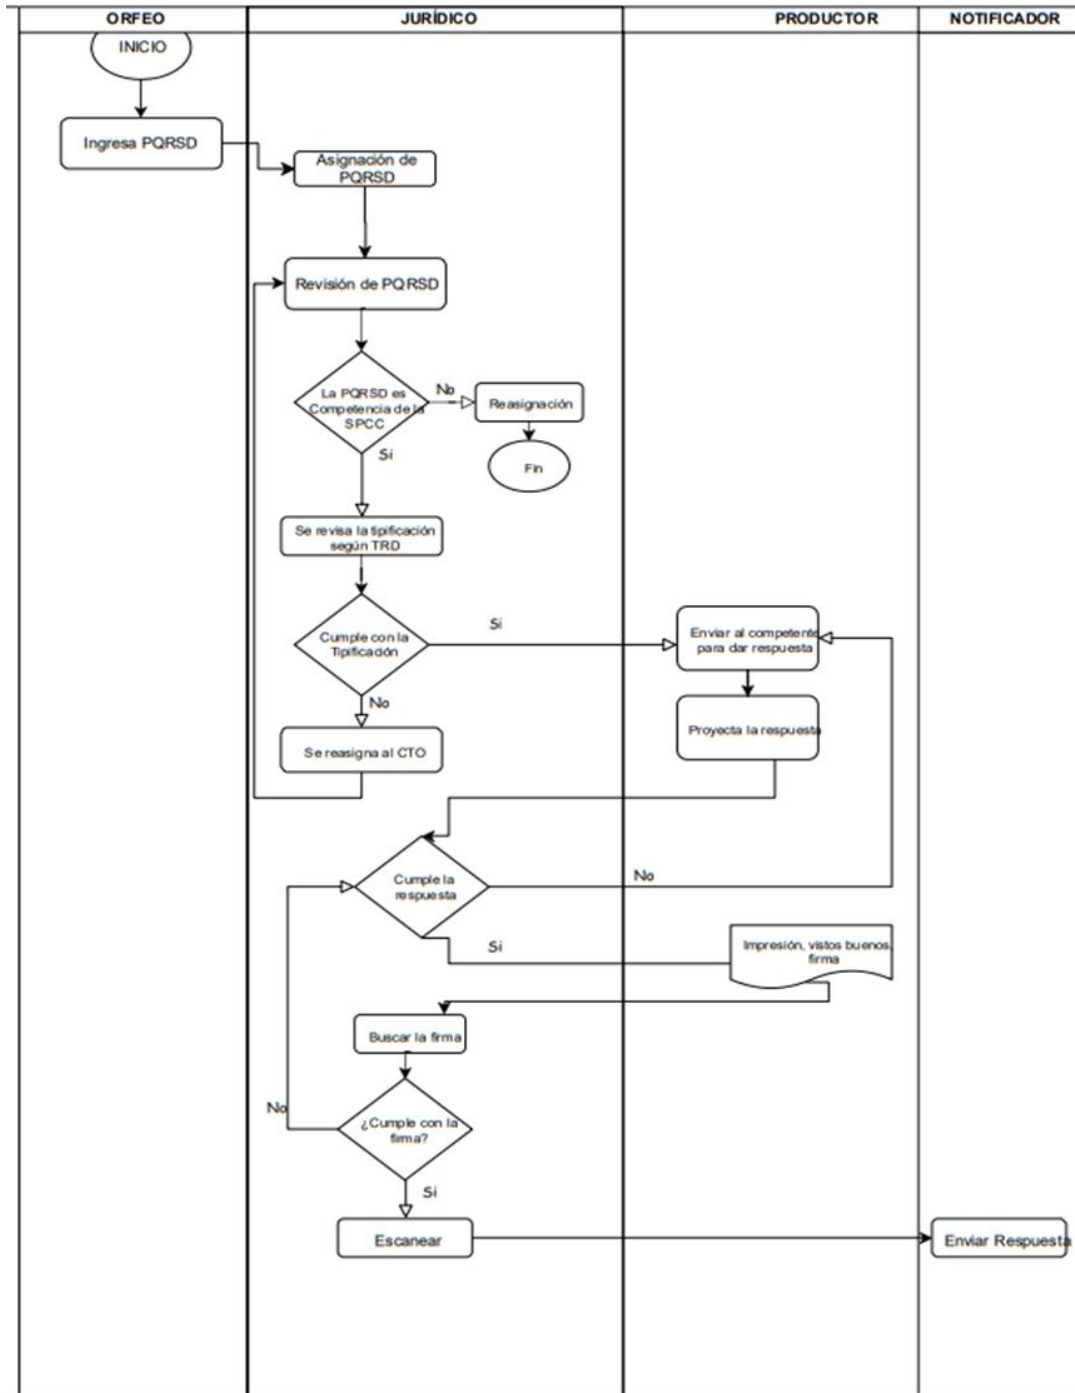 ORFEO
JURÍDICO
PRODUCTOR
NOTIFICADOR
INICIO
Ingresa PQRSD
Asignación de
PQRSD
Revisión de PQRSD
La PQRSD es
Competencia de la
SPCC
No
Reasignación
Fin
Si
Se revisa la tipificación
según TRD
Cumple con la
Tipificación
Si
Enviar al competente
para dar respuesta
Proyecta la respuesta
No
Se reasigna al CTO
Cumple la
respuesta
No
Si
Impresión, vistos buenos,
firma
Buscar la firma
¿Cumple con la
firma?
No
Si
Escanear
Enviar Respuesta